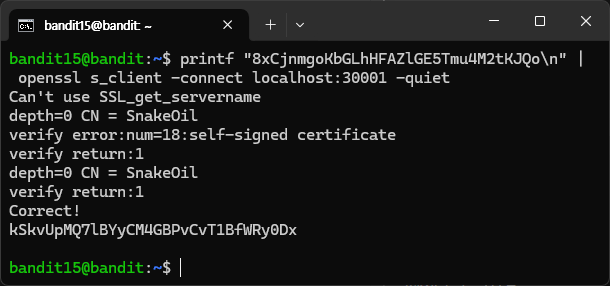 bandit15@bandit: ~
bandit15@bandit:~$ printf "8xCjnmgoKbGLhHFAZlGE5Tmu4M2tKJQo\n" |
openssl s_client -connect localhost:30001 -quiet
Can't use SSL_get_servername
depth=0 CN = SnakeOil
verify error:num=18:self-signed certificate
verify return:1
depth=0 CN = SnakeOil
verify return:1
Correct!
kSkvUpMQ7lBYyCM4GBPvCvT1BfWRy0Dx
bandit15@bandit:~$